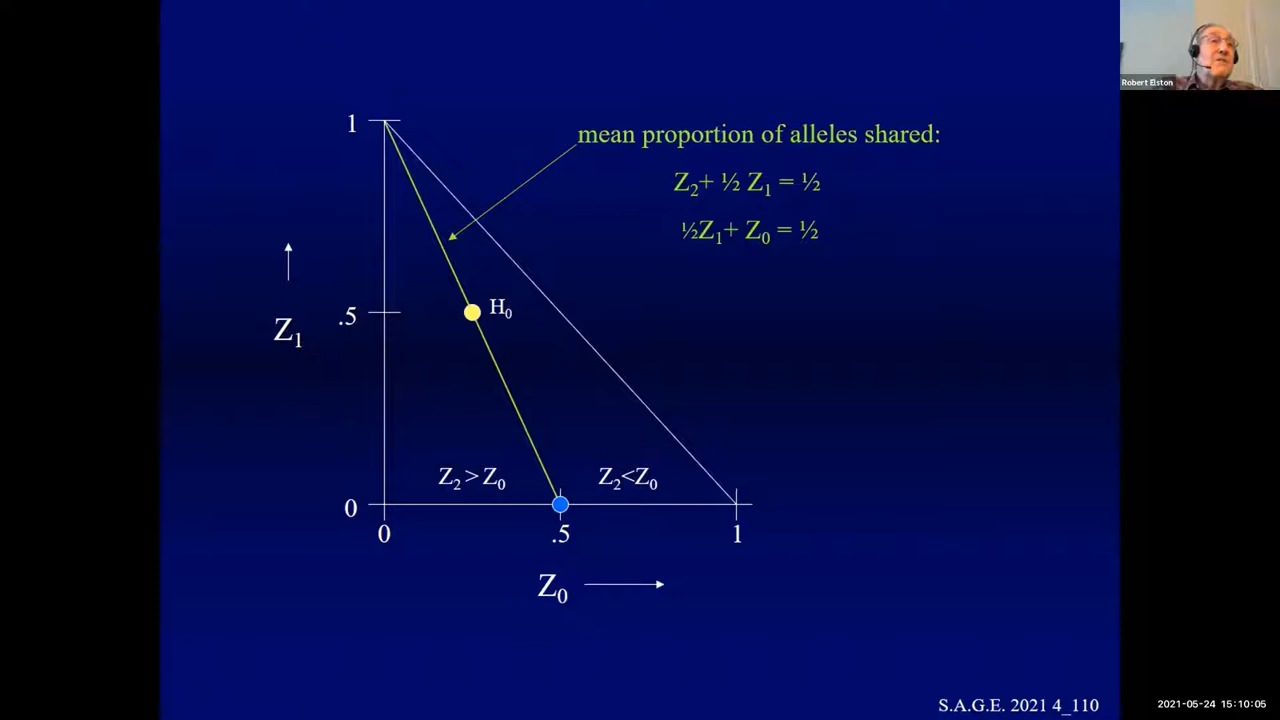 Robert Elston
mean proportion of alleles shared:
Z₂+ ½ Z₁ = ½
½Z₁+ Z₀ = ½
1
H₀
.5
Z₁
Z₂ > Z₀ Z₂<Z₀
0
0 .5 1
Z₀
S.A.G.E. 2021 4_110
2021-05-24 15:10:05